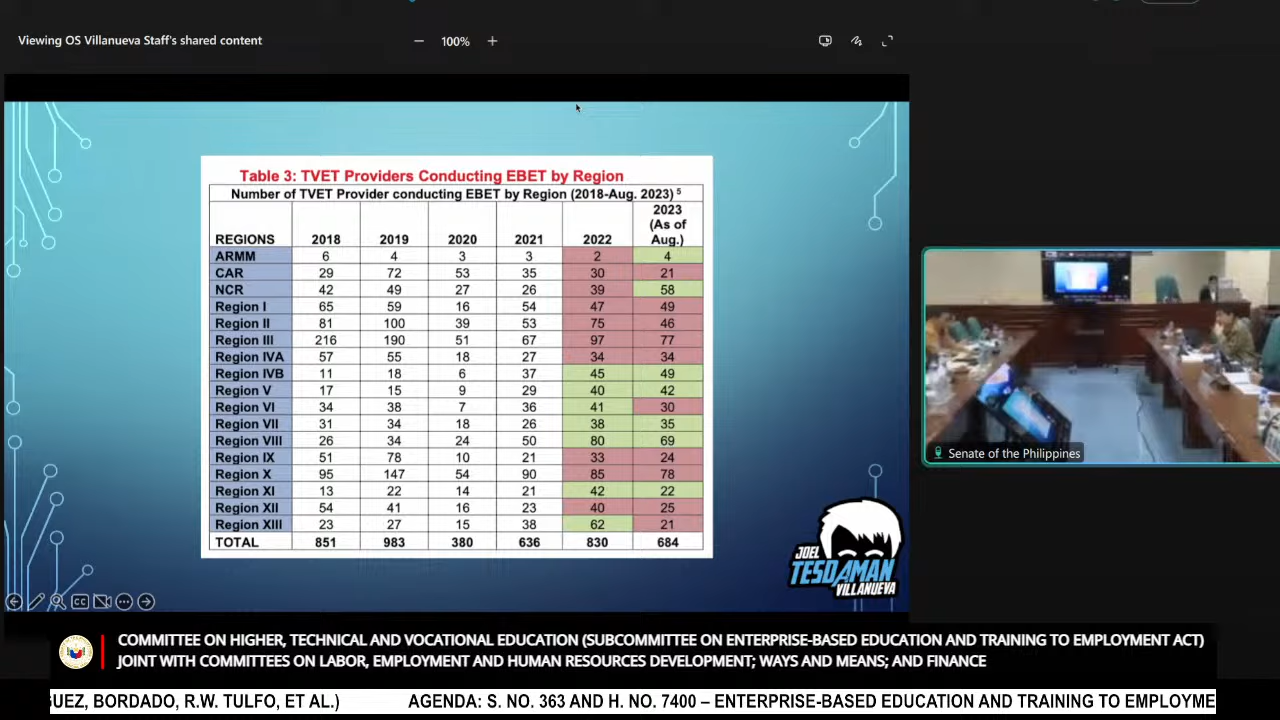 Viewing OS Villanueva Staff's shared content
100%
Table 3: TVET Providers Conducting EBET by Region
Number of TVET Provider conducting EBET by Region (2018-Aug. 2023) 5
REGIONS 2018 2019 2020 2021 2022 2023 (As of Aug.)
ARMM 6 4 3 3 2 4
CAR 29 72 53 35 30 21
NCR 42 49 27 26 39 58
Region I 65 59 16 54 47 49
Region II 81 100 39 53 75 46
Region III 216 190 51 67 97 77
Region IVA 57 55 18 27 34 34
Region IVB 11 18 6 37 45 49
Region V 17 15 9 29 40 42
Region VI 34 38 7 36 41 30
Region VII 31 34 18 26 38 35
Region VIII 26 34 24 50 80 69
Region IX 51 78 10 21 33 24
Region X 95 147 54 90 85 78
Region XI 13 22 14 21 42 22
Region XII 54 41 16 23 40 25
Region XIII 23 27 15 38 62 21
TOTAL 851 983 380 636 830 684
JOEL
TESDAMAN
VILLANUEVA
CC
Senate of the Philippines
COMMITTEE ON HIGHER, TECHNICAL AND VOCATIONAL EDUCATION (SUBCOMMITTEE ON ENTERPRISE-BASED EDUCATION AND TRAINING TO EMPLOYMENT ACT)
JOINT WITH COMMITTEES ON LABOR, EMPLOYMENT AND HUMAN RESOURCES DEVELOPMENT; WAYS AND MEANS; AND FINANCE
GUEZ, BORDADO, R.W. TULFO, ET AL.) AGENDA: S. NO. 363 AND H. NO. 7400 – ENTERPRISE-BASED EDUCATION AND TRAINING TO EMPLOYME